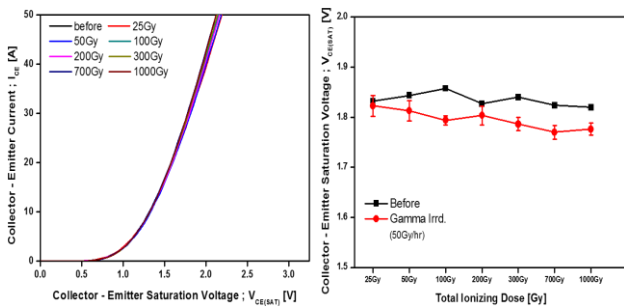 before 25Gy
50Gy 100Gy
200Gy 300Gy
700Gy 1000Gy
Collector - Emitter Current ; I_CE [A]
50
40
30
20
10
0
0.0 0.5 1.0 1.5 2.0 2.5 3.0
Collector - Emitter Saturation Voltage ; V_CE(SAT) [V]
Collector - Emitter Saturation Voltage ; V_CE(SAT) [V]
2.0
1.9
1.8
1.7
1.6
1.5
Before
Gamma Irrd.
(50Gy/hr)
25Gy 50Gy 100Gy 200Gy 300Gy 700Gy 1000Gy
Total Ionizing Dose [Gy]